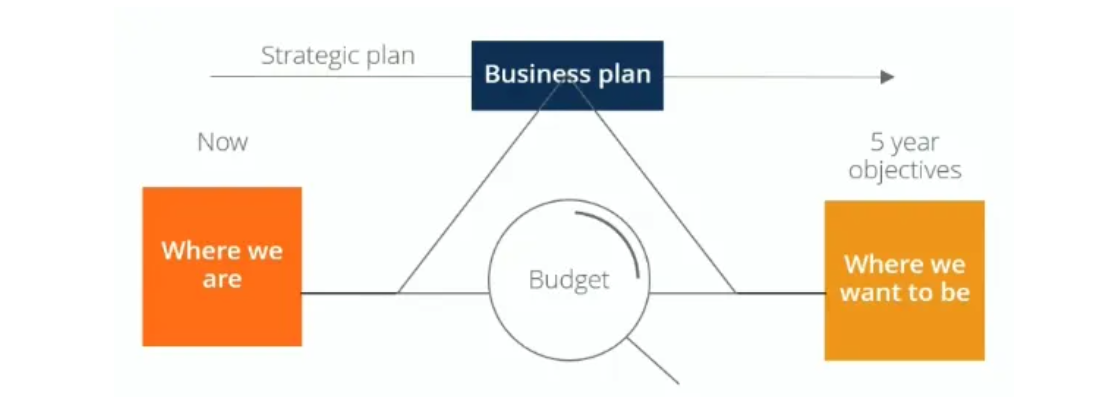 Strategic plan
Business plan
Now
5 year
objectives
Where we
are
Budget
Where we
want to be